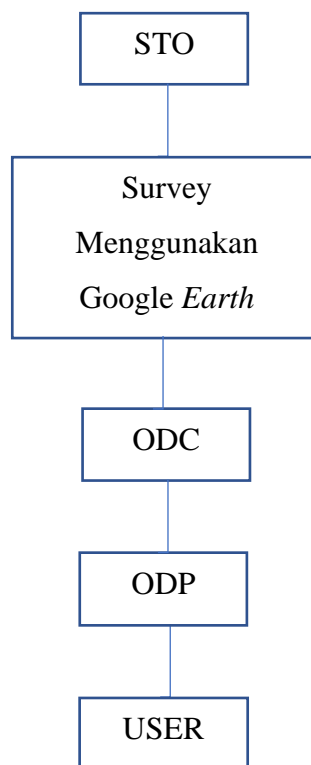 STO
Survey
Menggunakan
Google Earth
ODC
ODP
USER